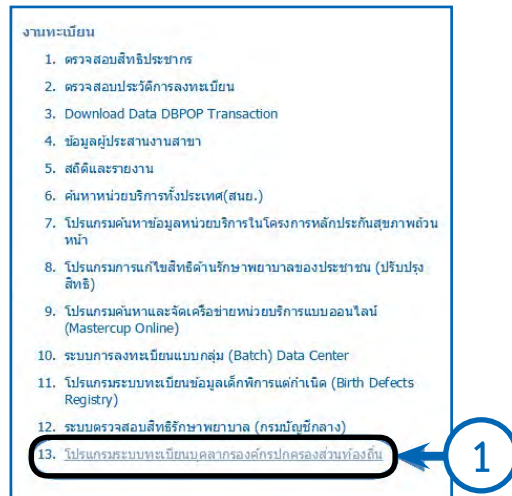 งานทะเบียน
1. ตรวจสอบสิทธิประชากร
2. ตรวจสอบประวัติการลงทะเบียน
3. Download Data DBPOP Transaction
4. ข้อมูลผู้ประสานงานสาขา
5. สถิติและรายงาน
6. ค้นหาหน่วยบริการทั้งประเทศ(สนย.)
7. โปรแกรมค้นหาข้อมูลหน่วยบริการในโครงการหลักประกันสุขภาพถ้วน
หน้า
8. โปรแกรมการแก้ไขสิทธิด้านรักษาพยาบาลของประชาชน (ปรับปรุง
สิทธิ)
9. โปรแกรมค้นหาและจัดเครือข่ายหน่วยบริการแบบออนไลน์
(Mastercup Online)
10. ระบบการลงทะเบียนแบบกลุ่ม (Batch) Data Center
11. โปรแกรมระบบทะเบียนข้อมูลเด็กพิการแต่กำเนิด (Birth Defects
Registry)
12. ระบบตรวจสอบสิทธิรักษาพยาบาล (กรมบัญชีกลาง)
13. โปรแกรมระบบทะเบียนบุคลากรองค์กรปกครองส่วนท้องถิ่น
1